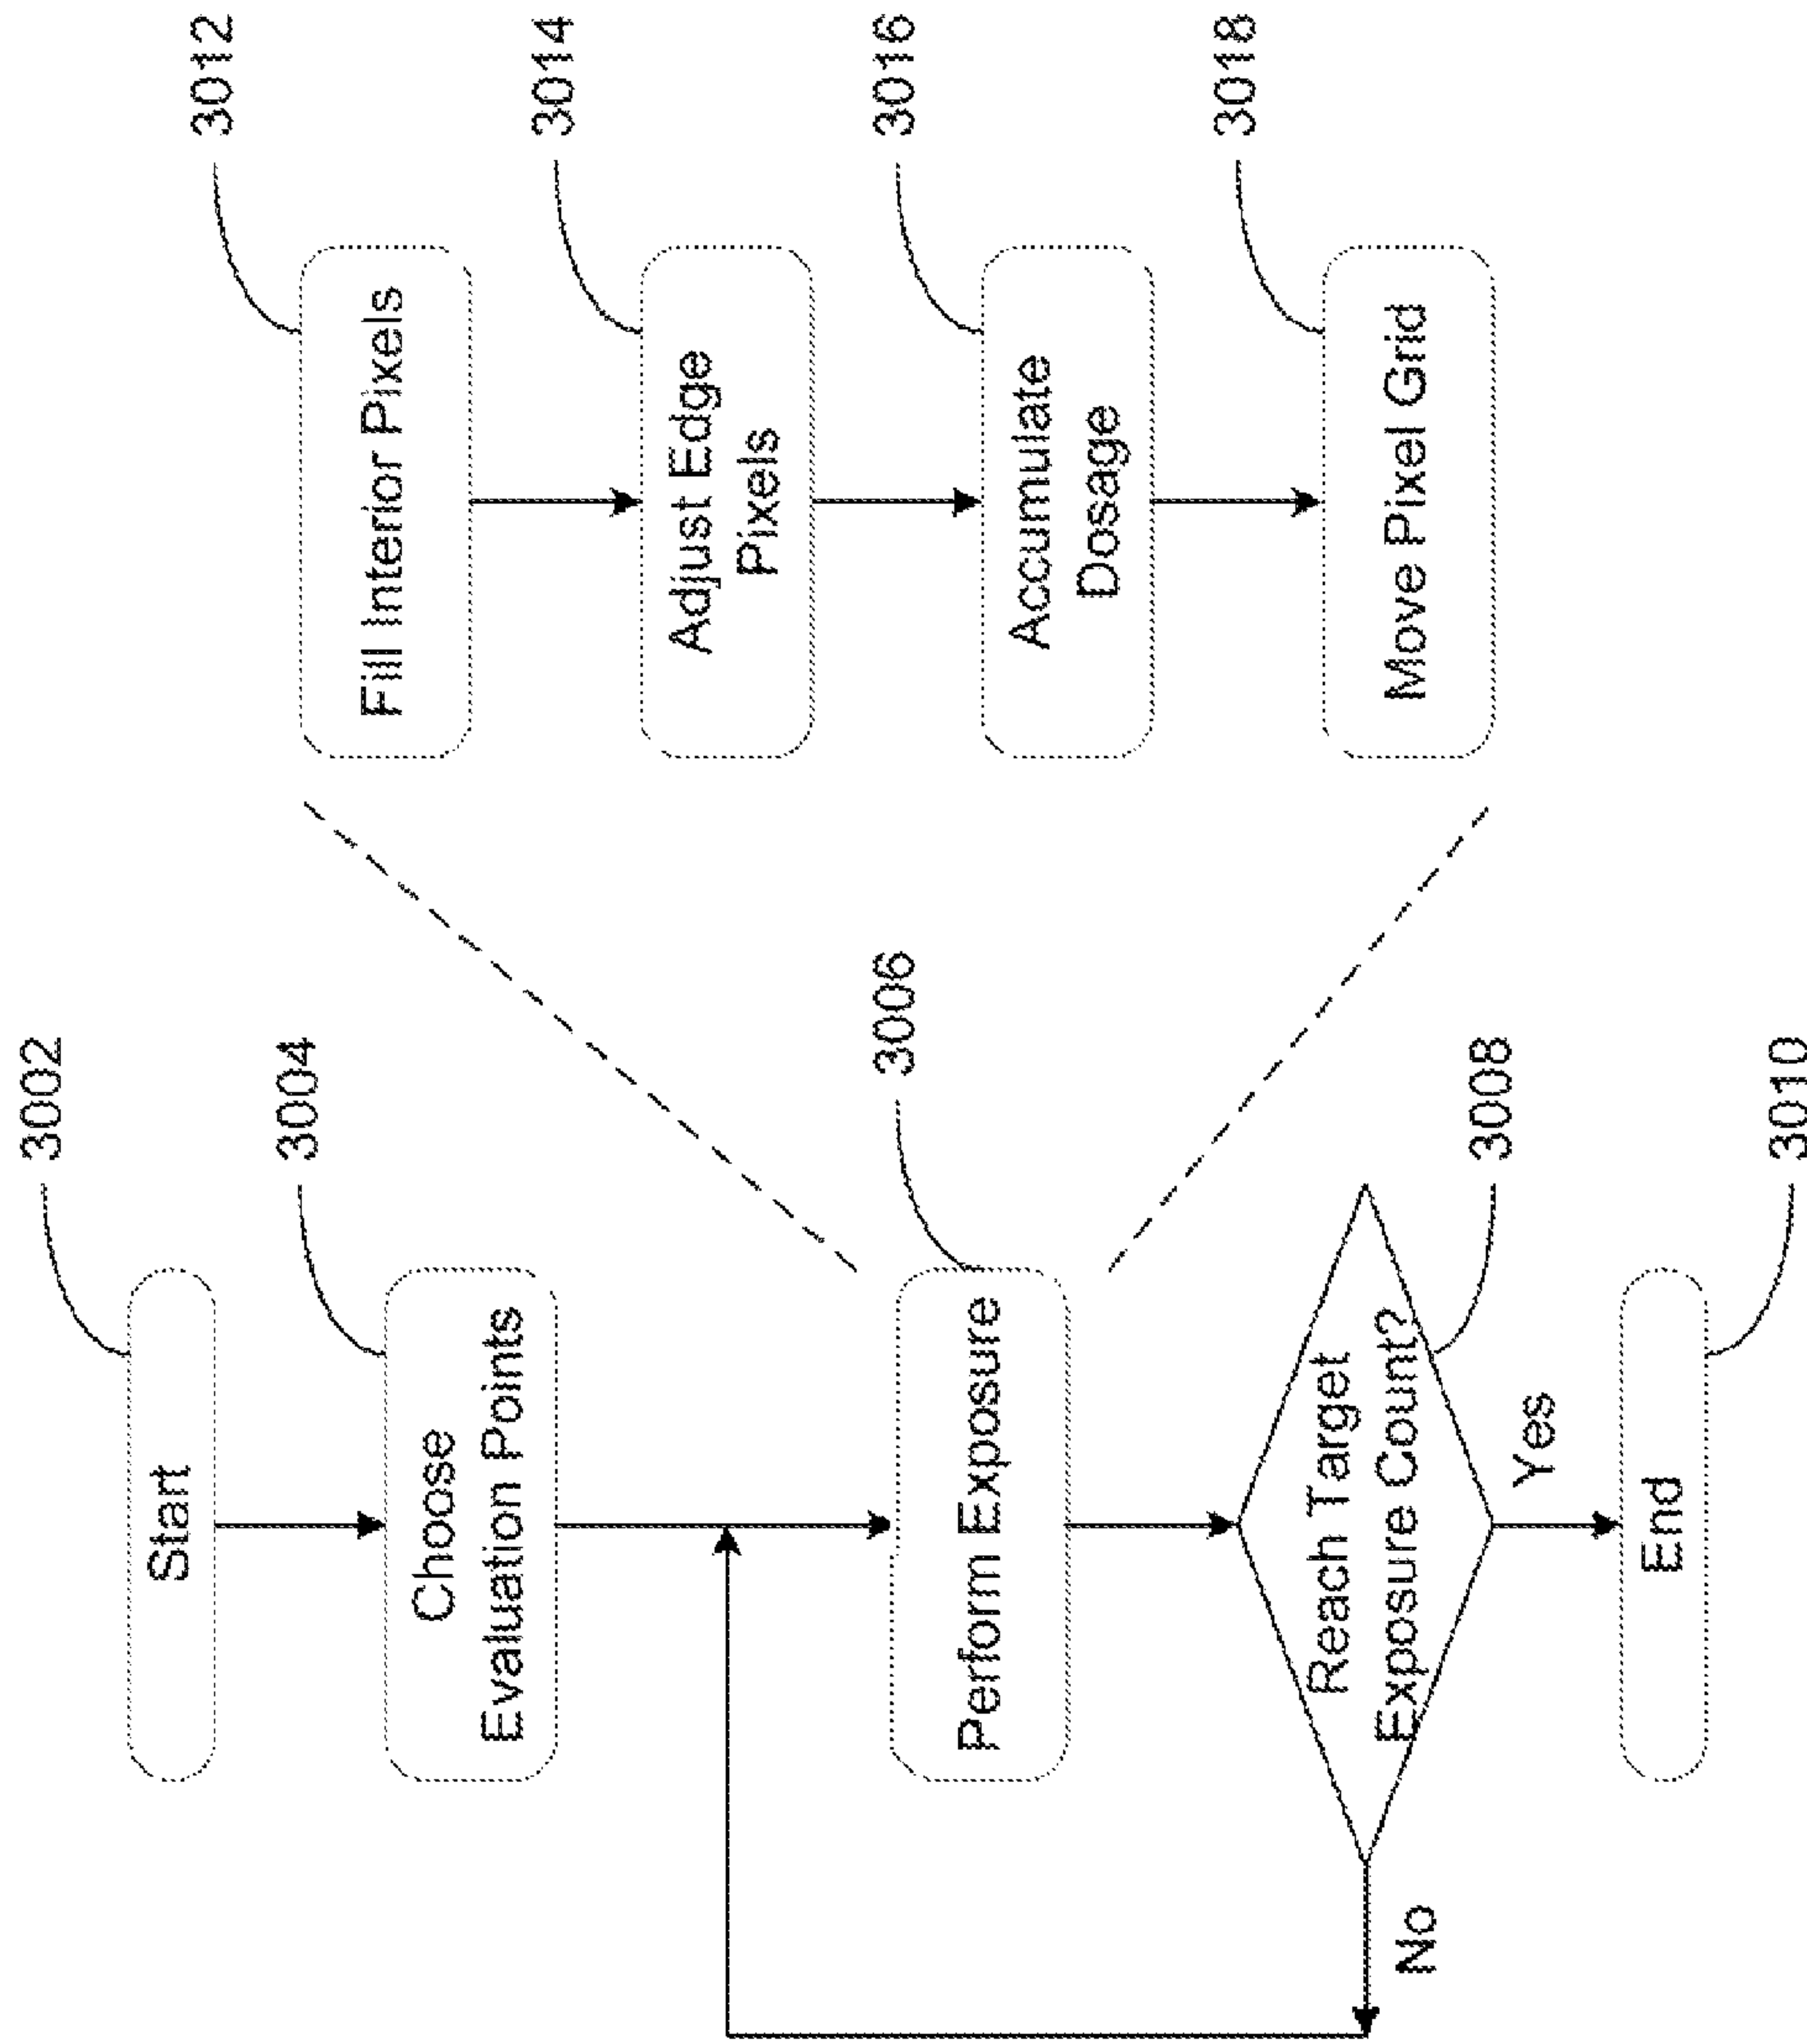 Start
3002
Choose
Evaluation Points
3004
Perform Exposure
3006
Reach Target
Exposure Count?
3008
No
Yes
End
3010
Fill Interior Pixels
3012
Adjust Edge
Pixels
3014
Accumulate
Dosage
3016
Move Pixel Grid
3018